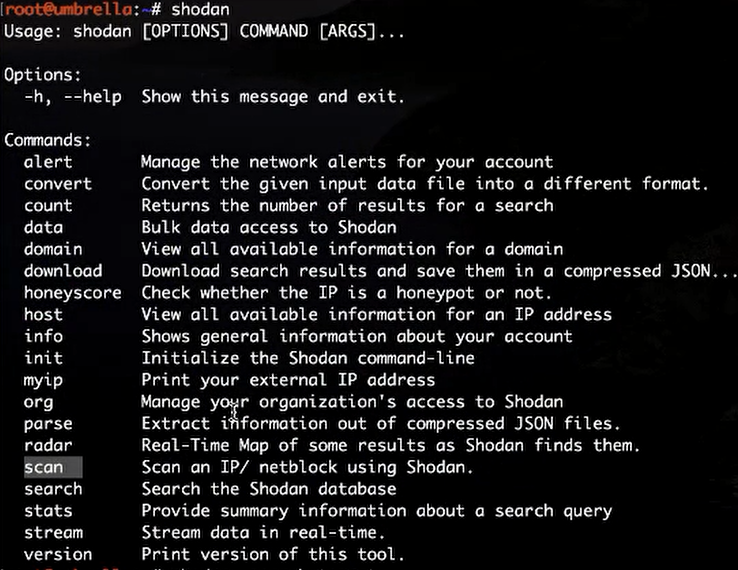 [root@umbrella:~# shodan
Usage: shodan [OPTIONS] COMMAND [ARGS]...
Options:
-h, --help Show this message and exit.
Commands:
alert Manage the network alerts for your account
convert Convert the given input data file into a different format.
count Returns the number of results for a search
data Bulk data access to Shodan
domain View all available information for a domain
download Download search results and save them in a compressed JSON...
honeyscore Check whether the IP is a honeypot or not.
host View all available information for an IP address
info Shows general information about your account
init Initialize the Shodan command-line
myip Print your external IP address
org Manage your organization's access to Shodan
parse Extract information out of compressed JSON files.
radar Real-Time Map of some results as Shodan finds them.
scan Scan an IP/ netblock using Shodan.
search Search the Shodan database
stats Provide summary information about a search query
stream Stream data in real-time.
version Print version of this tool.